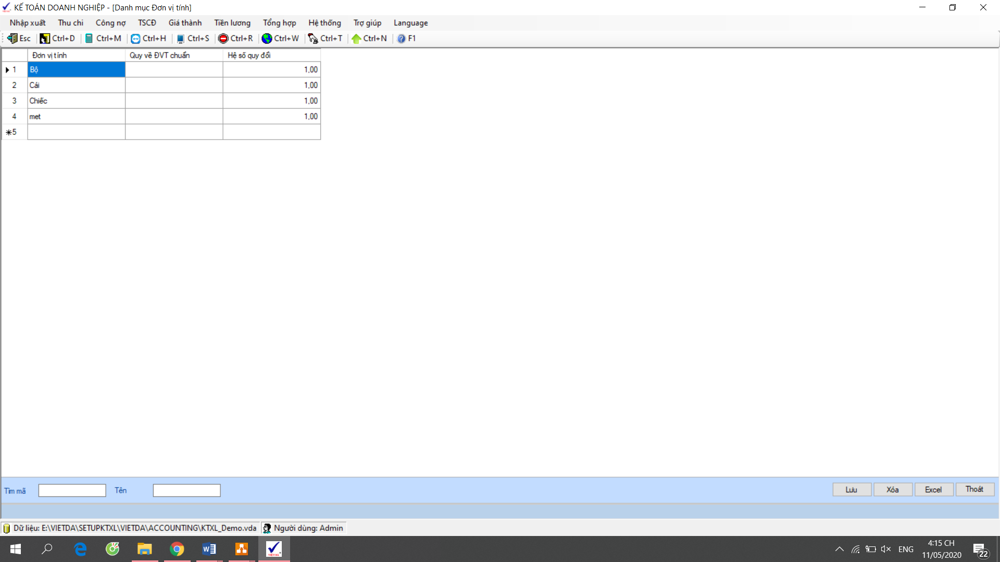 KẾ TOÁN DOANH NGHIỆP - [Danh mục Đơn vị tính]
Nhập xuất Thu chi Công nợ TSCĐ Giá thành Tiền lương Tổng hợp Hệ thống Trợ giúp Language
Esc Ctrl+D Ctrl+M Ctrl+H Ctrl+S Ctrl+R Ctrl+W Ctrl+T Ctrl+N F1
Đơn vị tính Quy về ĐVT chuẩn Hệ số quy đổi
1 Bộ 1,00
2 Cái 1,00
3 Chiếc 1,00
4 met 1,00
5
Tìm mã Tên Lưu Xóa Excel Thoát
Dữ liệu: E:\VIETDA\SETUPKTXL\VIETDA\ACCOUNTING\KTXL_Demo.vda Người dùng: Admin
ENG 4:15 CH
11/05/2020 22